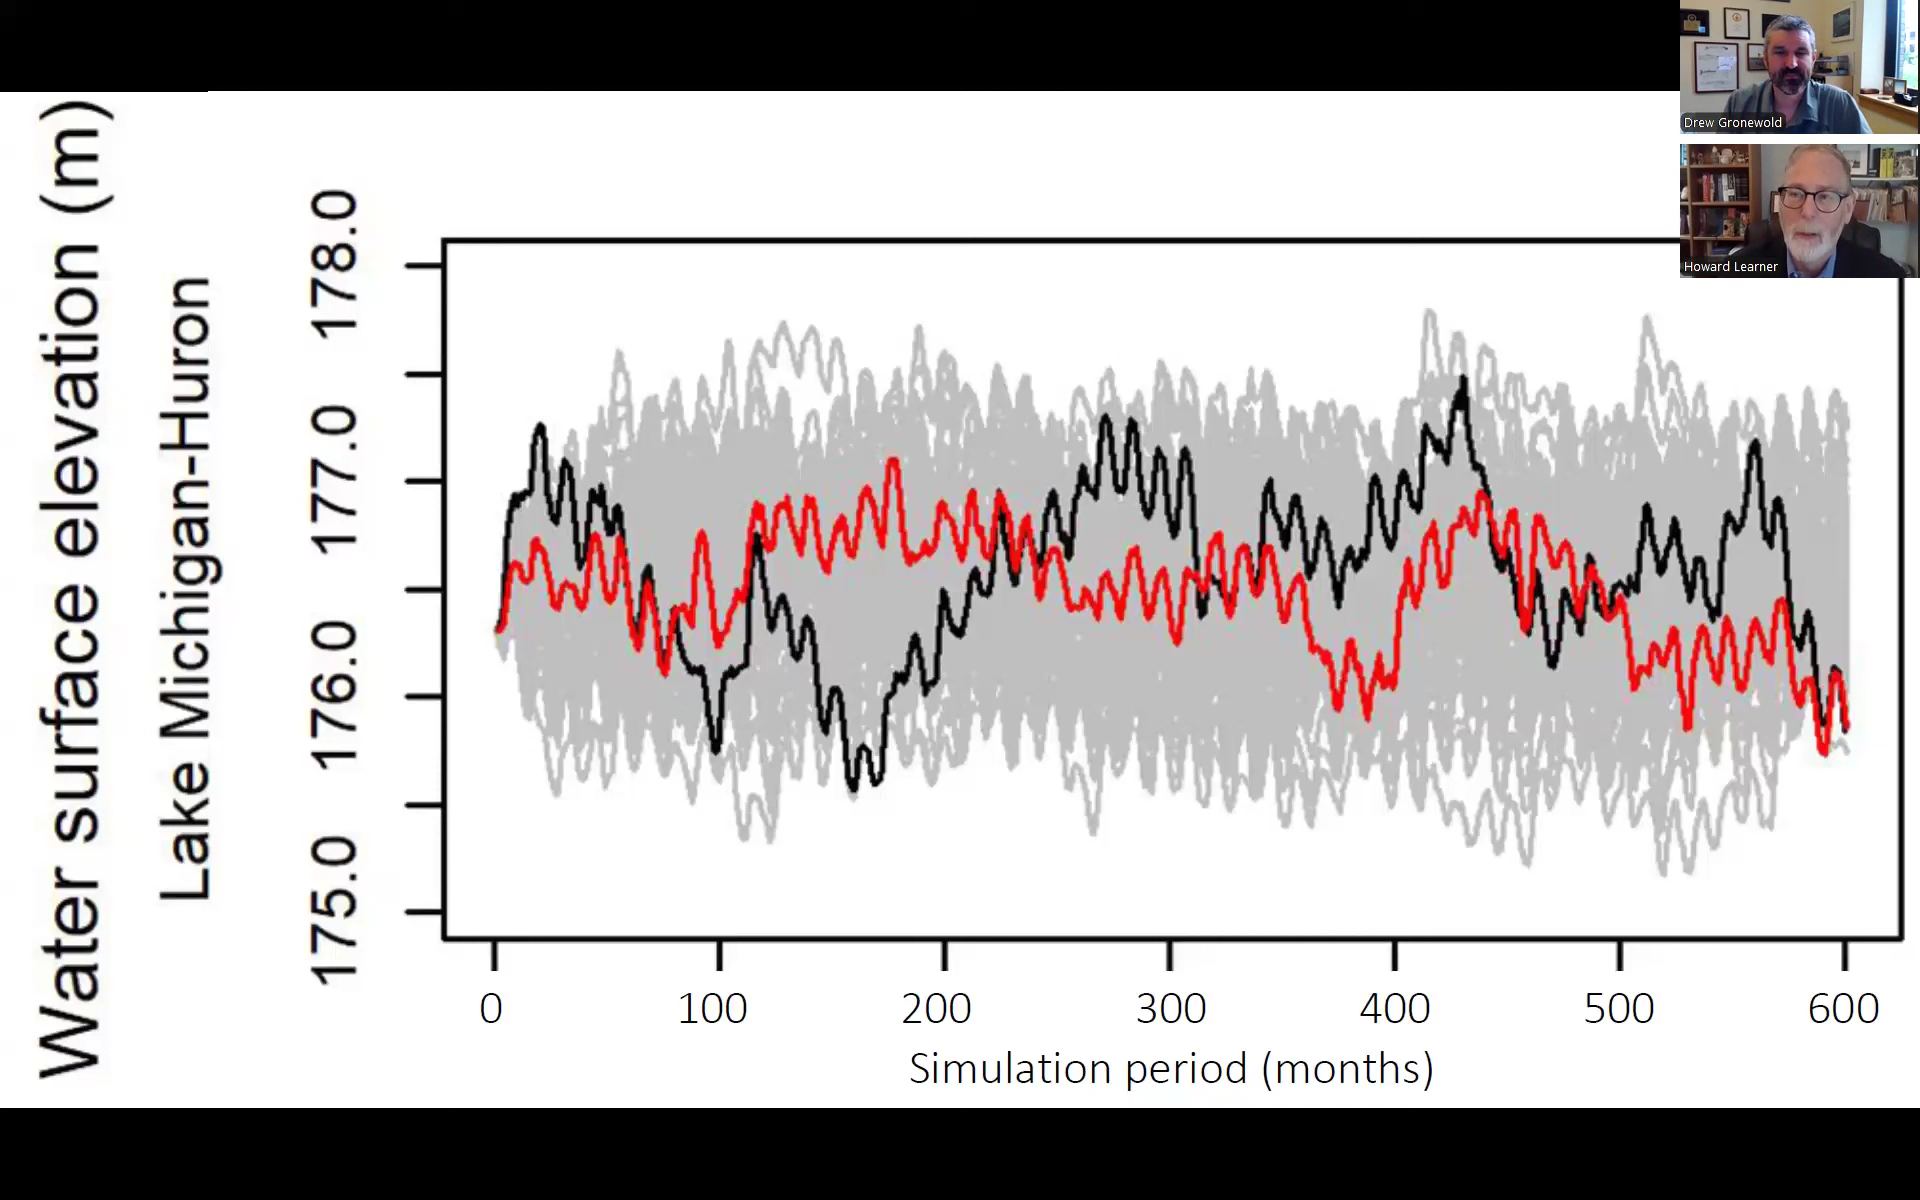 Drew Gronewold
Howard Learner
Water surface elevation (m)
Lake Michigan-Huron
178.0
177.0
176.0
175.0
0 100 200 300 400 500 600
Simulation period (months)